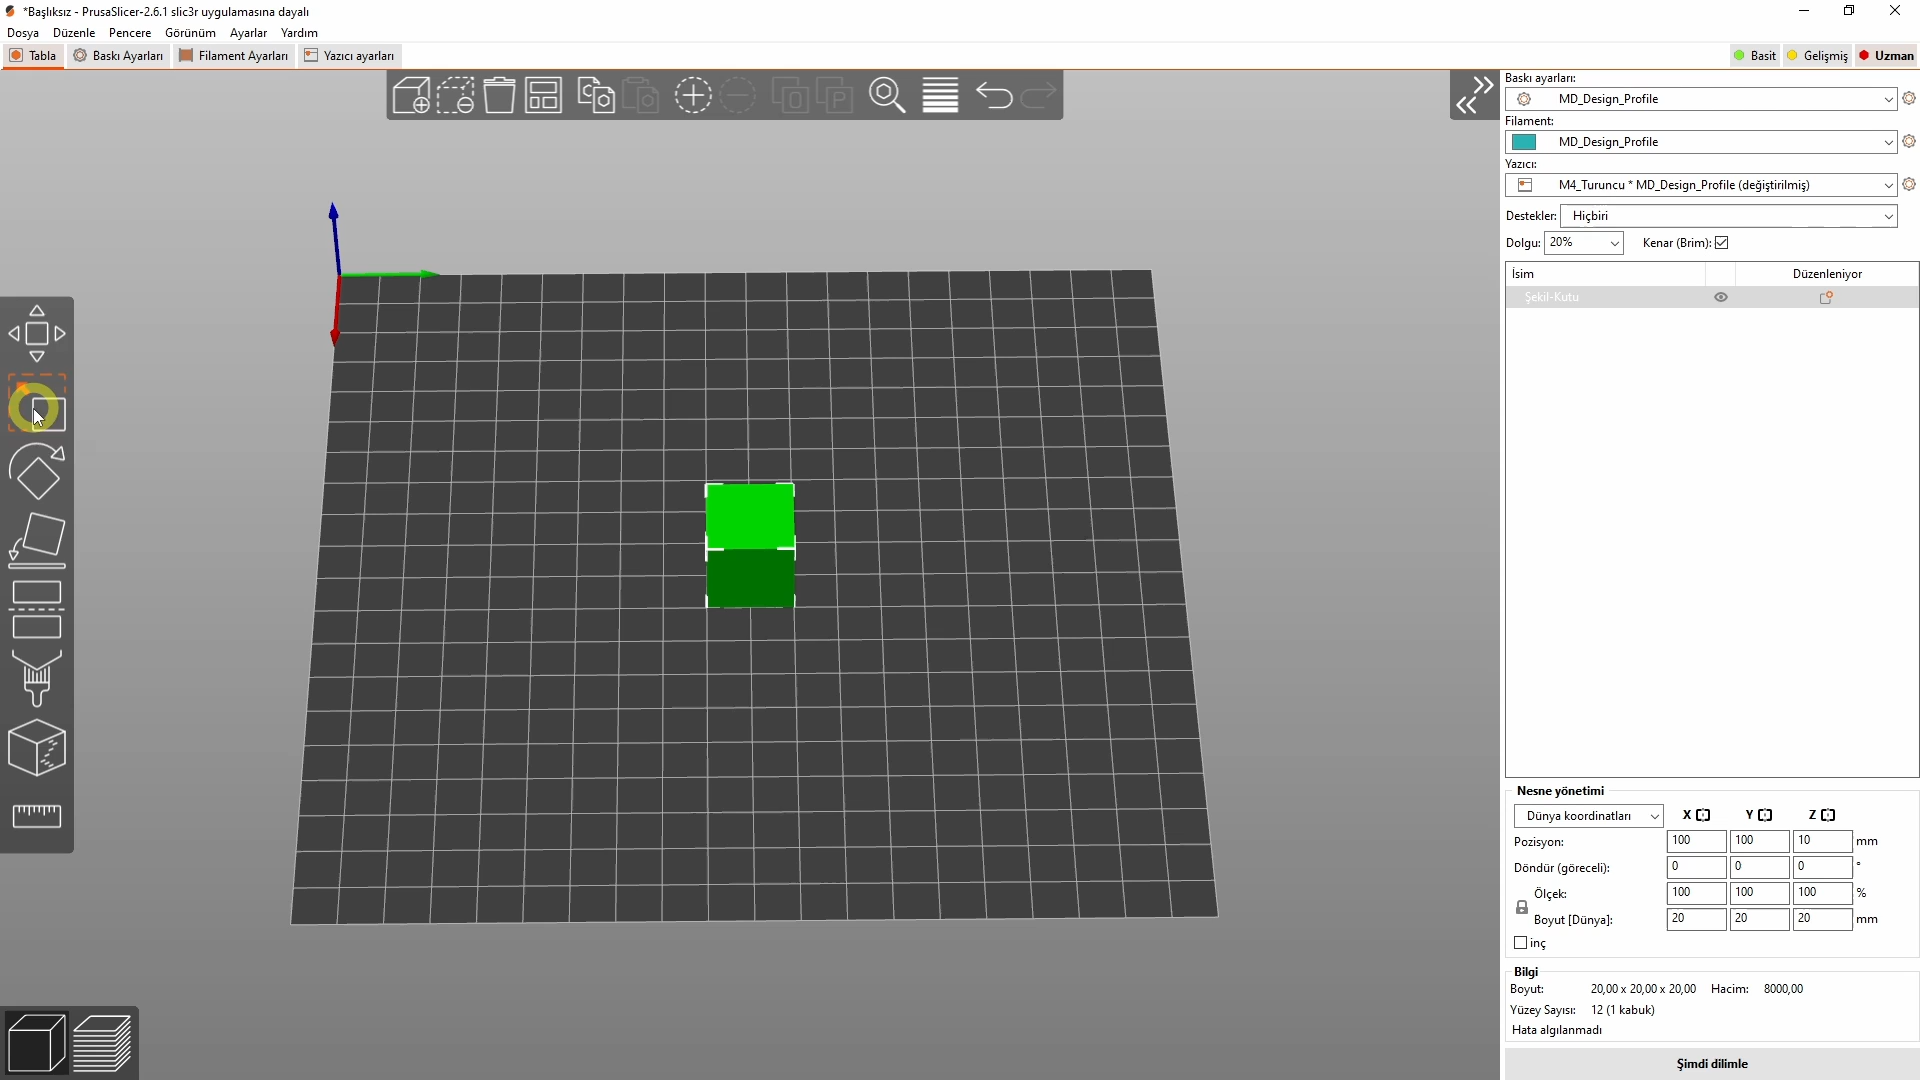 *Başlıksız - PrusaSlicer-2.6.1 slic3r uygulamasına dayalı
Dosya Düzenle Pencere Görünüm Ayarlar Yardım
Tabla Baskı Ayarları Filament Ayarları Yazıcı ayarları Basit Gelişmiş Uzman
Baskı ayarları:
MD_Design_Profile
Filament:
MD_Design_Profile
Yazıcı:
M4_Turuncu * MD_Design_Profile (değiştirilmiş)
Destekler: Hiçbiri
Dolgu: 20% Kenar (Brim):
İsim Düzenleniyor
Şekil-Kutu
Nesne yönetimi
Dünya koordinatları X Y Z
Pozisyon: 100 100 10 mm
Döndür (göreceli): 0 0 0 °
Ölçek: 100 100 100 %
Boyut [Dünya]: 20 20 20 mm
inç
Bilgi
Boyut: 20,00 x 20,00 x 20,00 Hacim: 8000,00
Yüzey Sayısı: 12 (1 kabuk)
Hata algılanmadı
Şimdi dilimle